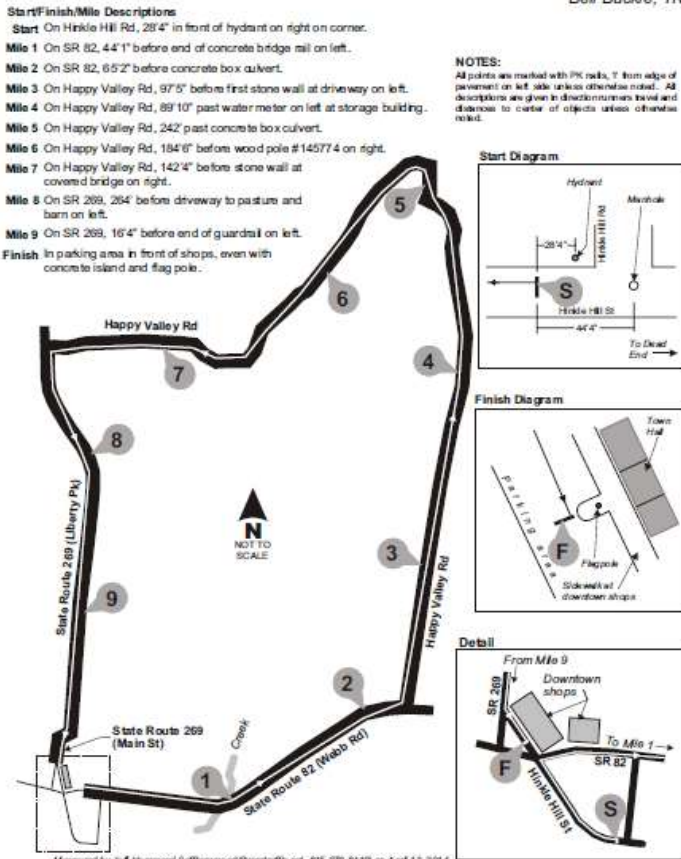 Start/Finish/Mile Descriptions
Start On Hinkle Hill Rd, 28'4" in front of hydrant on right on corner.
Mile 1 On SR 82, 44'1" before end of concrete bridge rail on left.
Mile 2 On SR 82, 65'2" before concrete box culvert.
Mile 3 On Happy Valley Rd, 97'5" before first stone wall at driveway on left.
Mile 4 On Happy Valley Rd, 89'10" past water meter on left at storage building.
Mile 5 On Happy Valley Rd, 242' past concrete box culvert.
Mile 6 On Happy Valley Rd, 184'6" before wood pole #145774 on right.
Mile 7 On Happy Valley Rd, 142'4" before stone wall at
covered bridge on right.
Mile 8 On SR 269, 264' before driveway to pasture and
barn on left.
Mile 9 On SR 269, 16'4" before end of guardrail on left.
Finish In parking area in front of shops, even with
concrete island and flag pole.
NOTES:
All points are marked with PK nails, 1' from edge of
pavement on left side unless otherwise noted. All
descriptions are given in direction runners travel and
distances to center of objects unless otherwise
noted.
Start Diagram
Hydrant
Hinkle Hill Rd
Manhole
28'4"
S
Hinkle Hill St
44'4"
To Dead
End
Finish Diagram
Town
Hall
Parking area
F
Flagpole
Sidewalk at
downtown shops
Detail
From Mile 9
SR 269
Downtown
shops
To Mile 1
SR 82
F
Hinkle Hill St
S
5
6
Happy Valley Rd
7
4
8
State Route 269 (Liberty Pk)
N
NOT TO
SCALE
3
Happy Valley Rd
9
2
State Route 269
(Main St)
1
Creek
State Route 82 (Webb Rd)